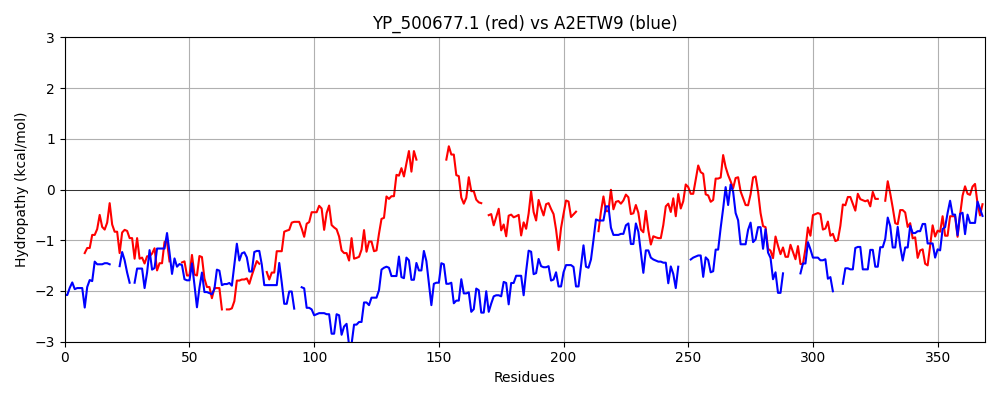 YP_500677.1 (red) vs A2ETW9 (blue)
Hydropathy (kcal/mol)
3
2
1
0
−1
−2
−3
0 50 100 150 200 250 300 350
Residues